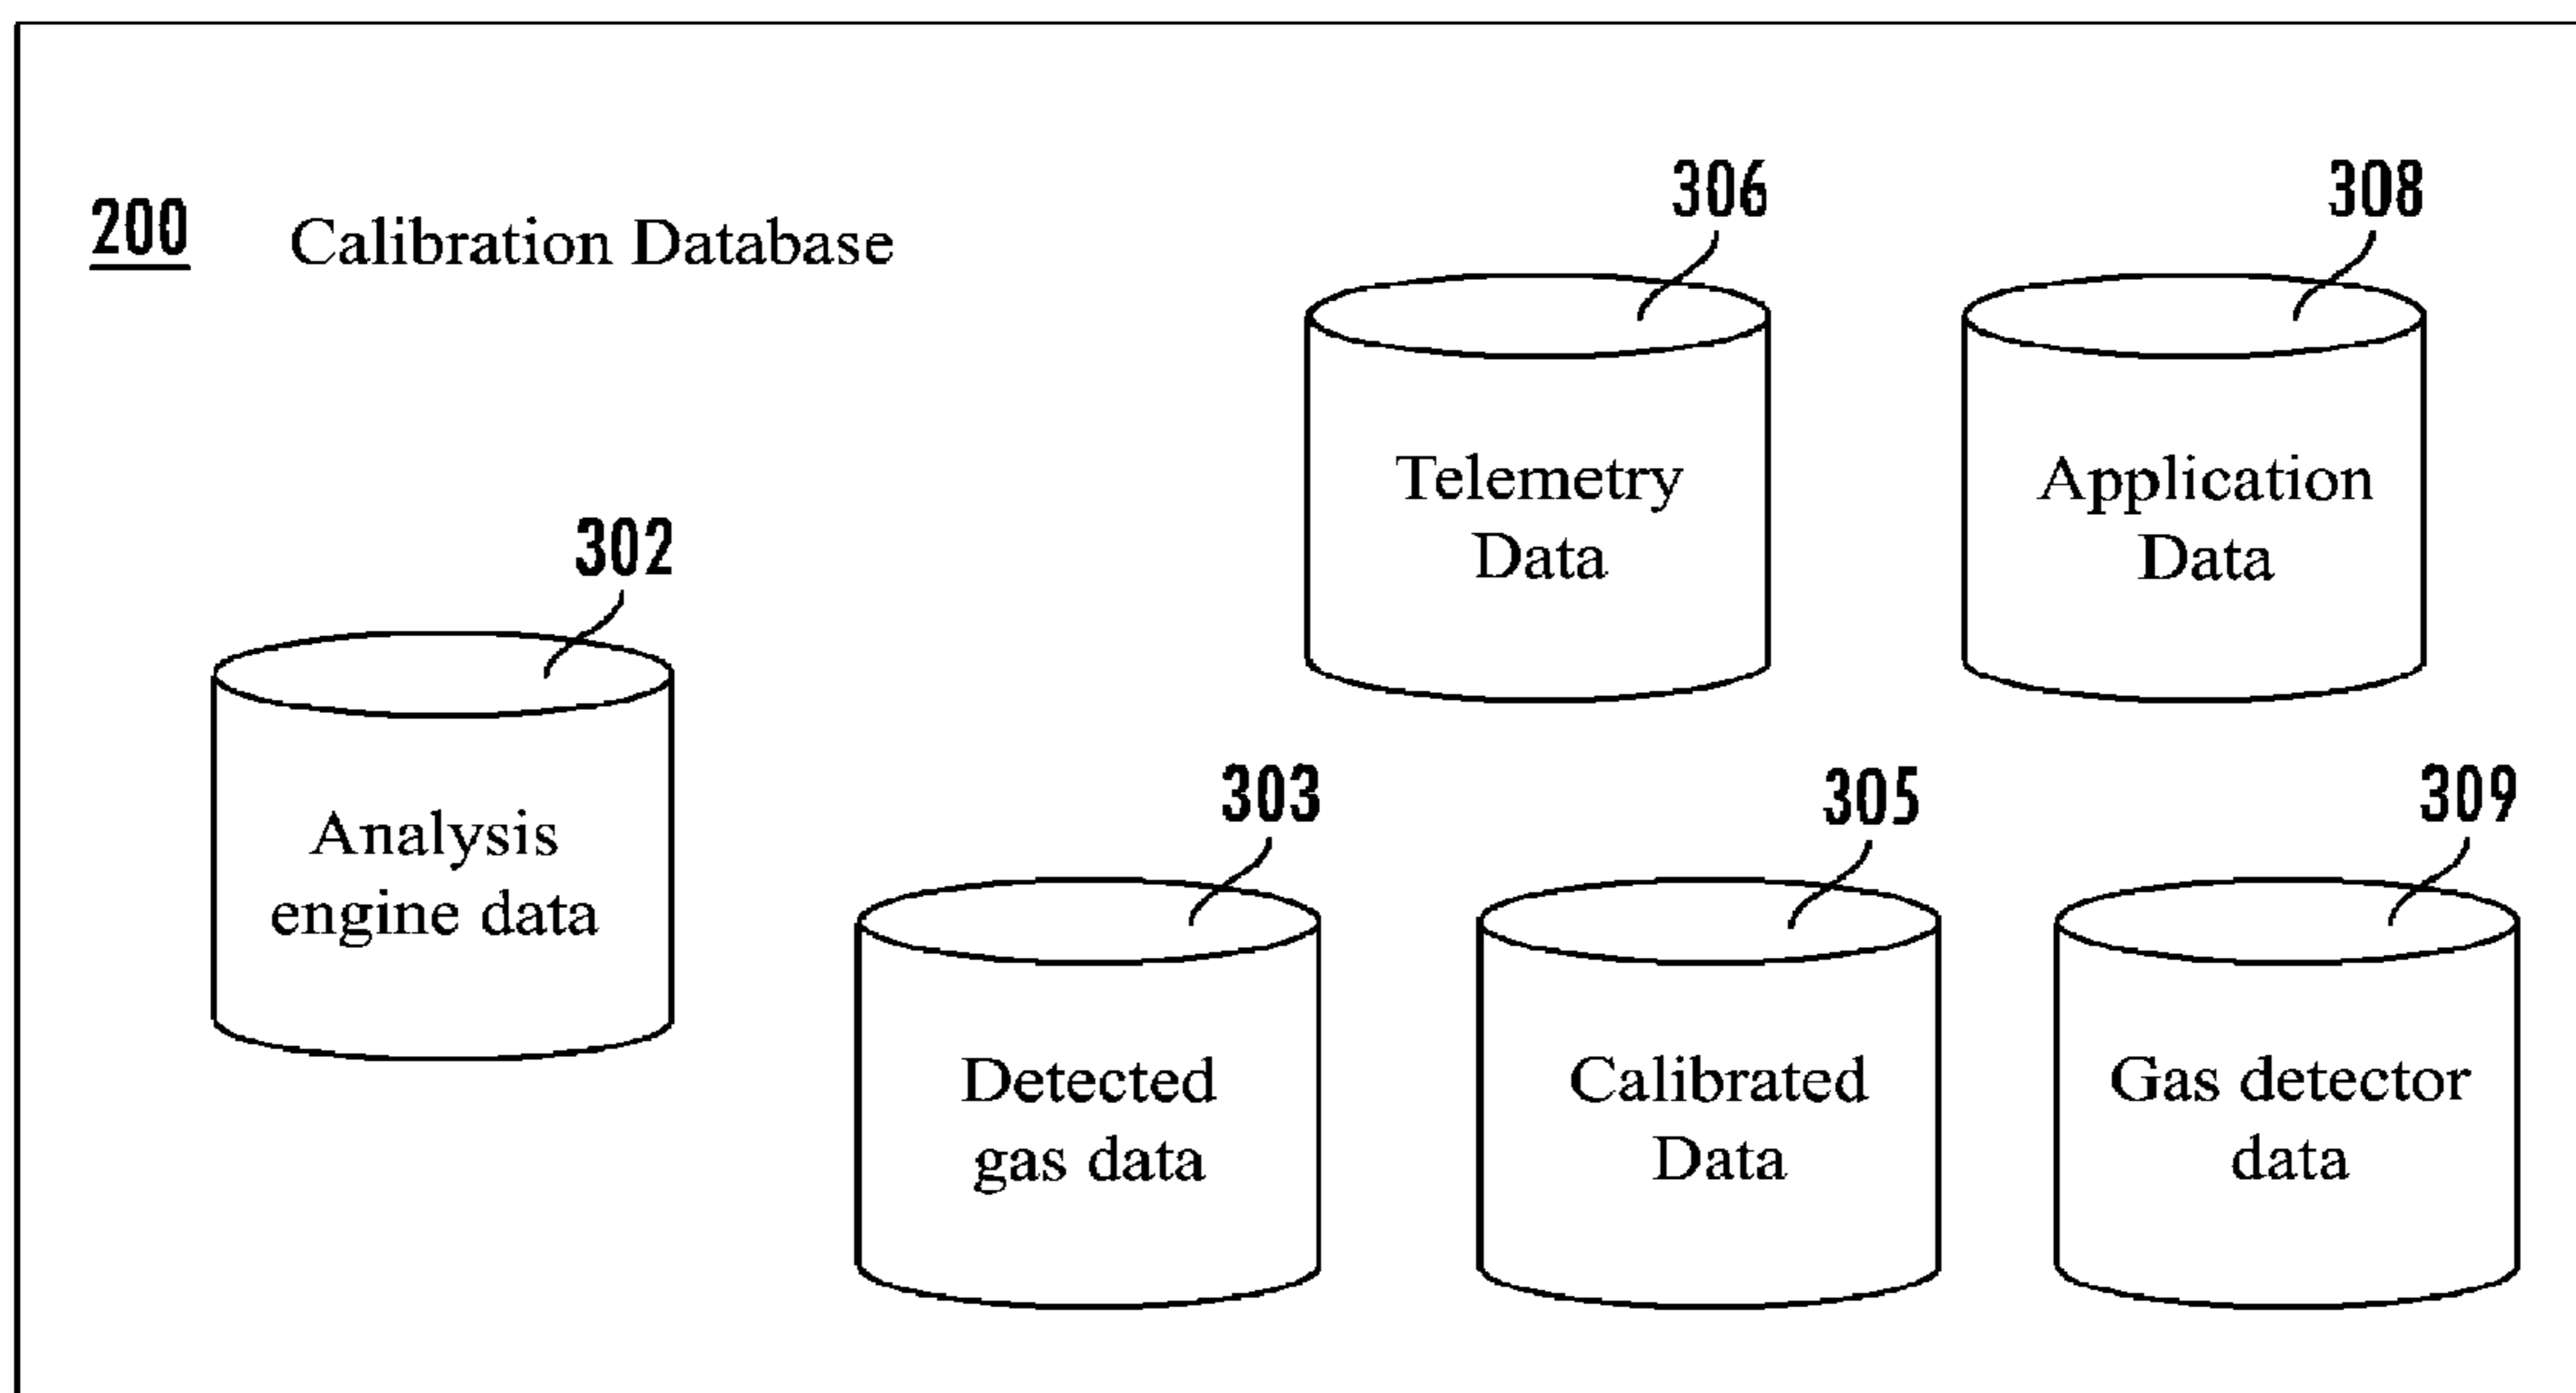 200 Calibration Database
306
308
Telemetry
Data
Application
Data
302
Analysis
engine data
303
305
309
Detected
gas data
Calibrated
Data
Gas detector
data